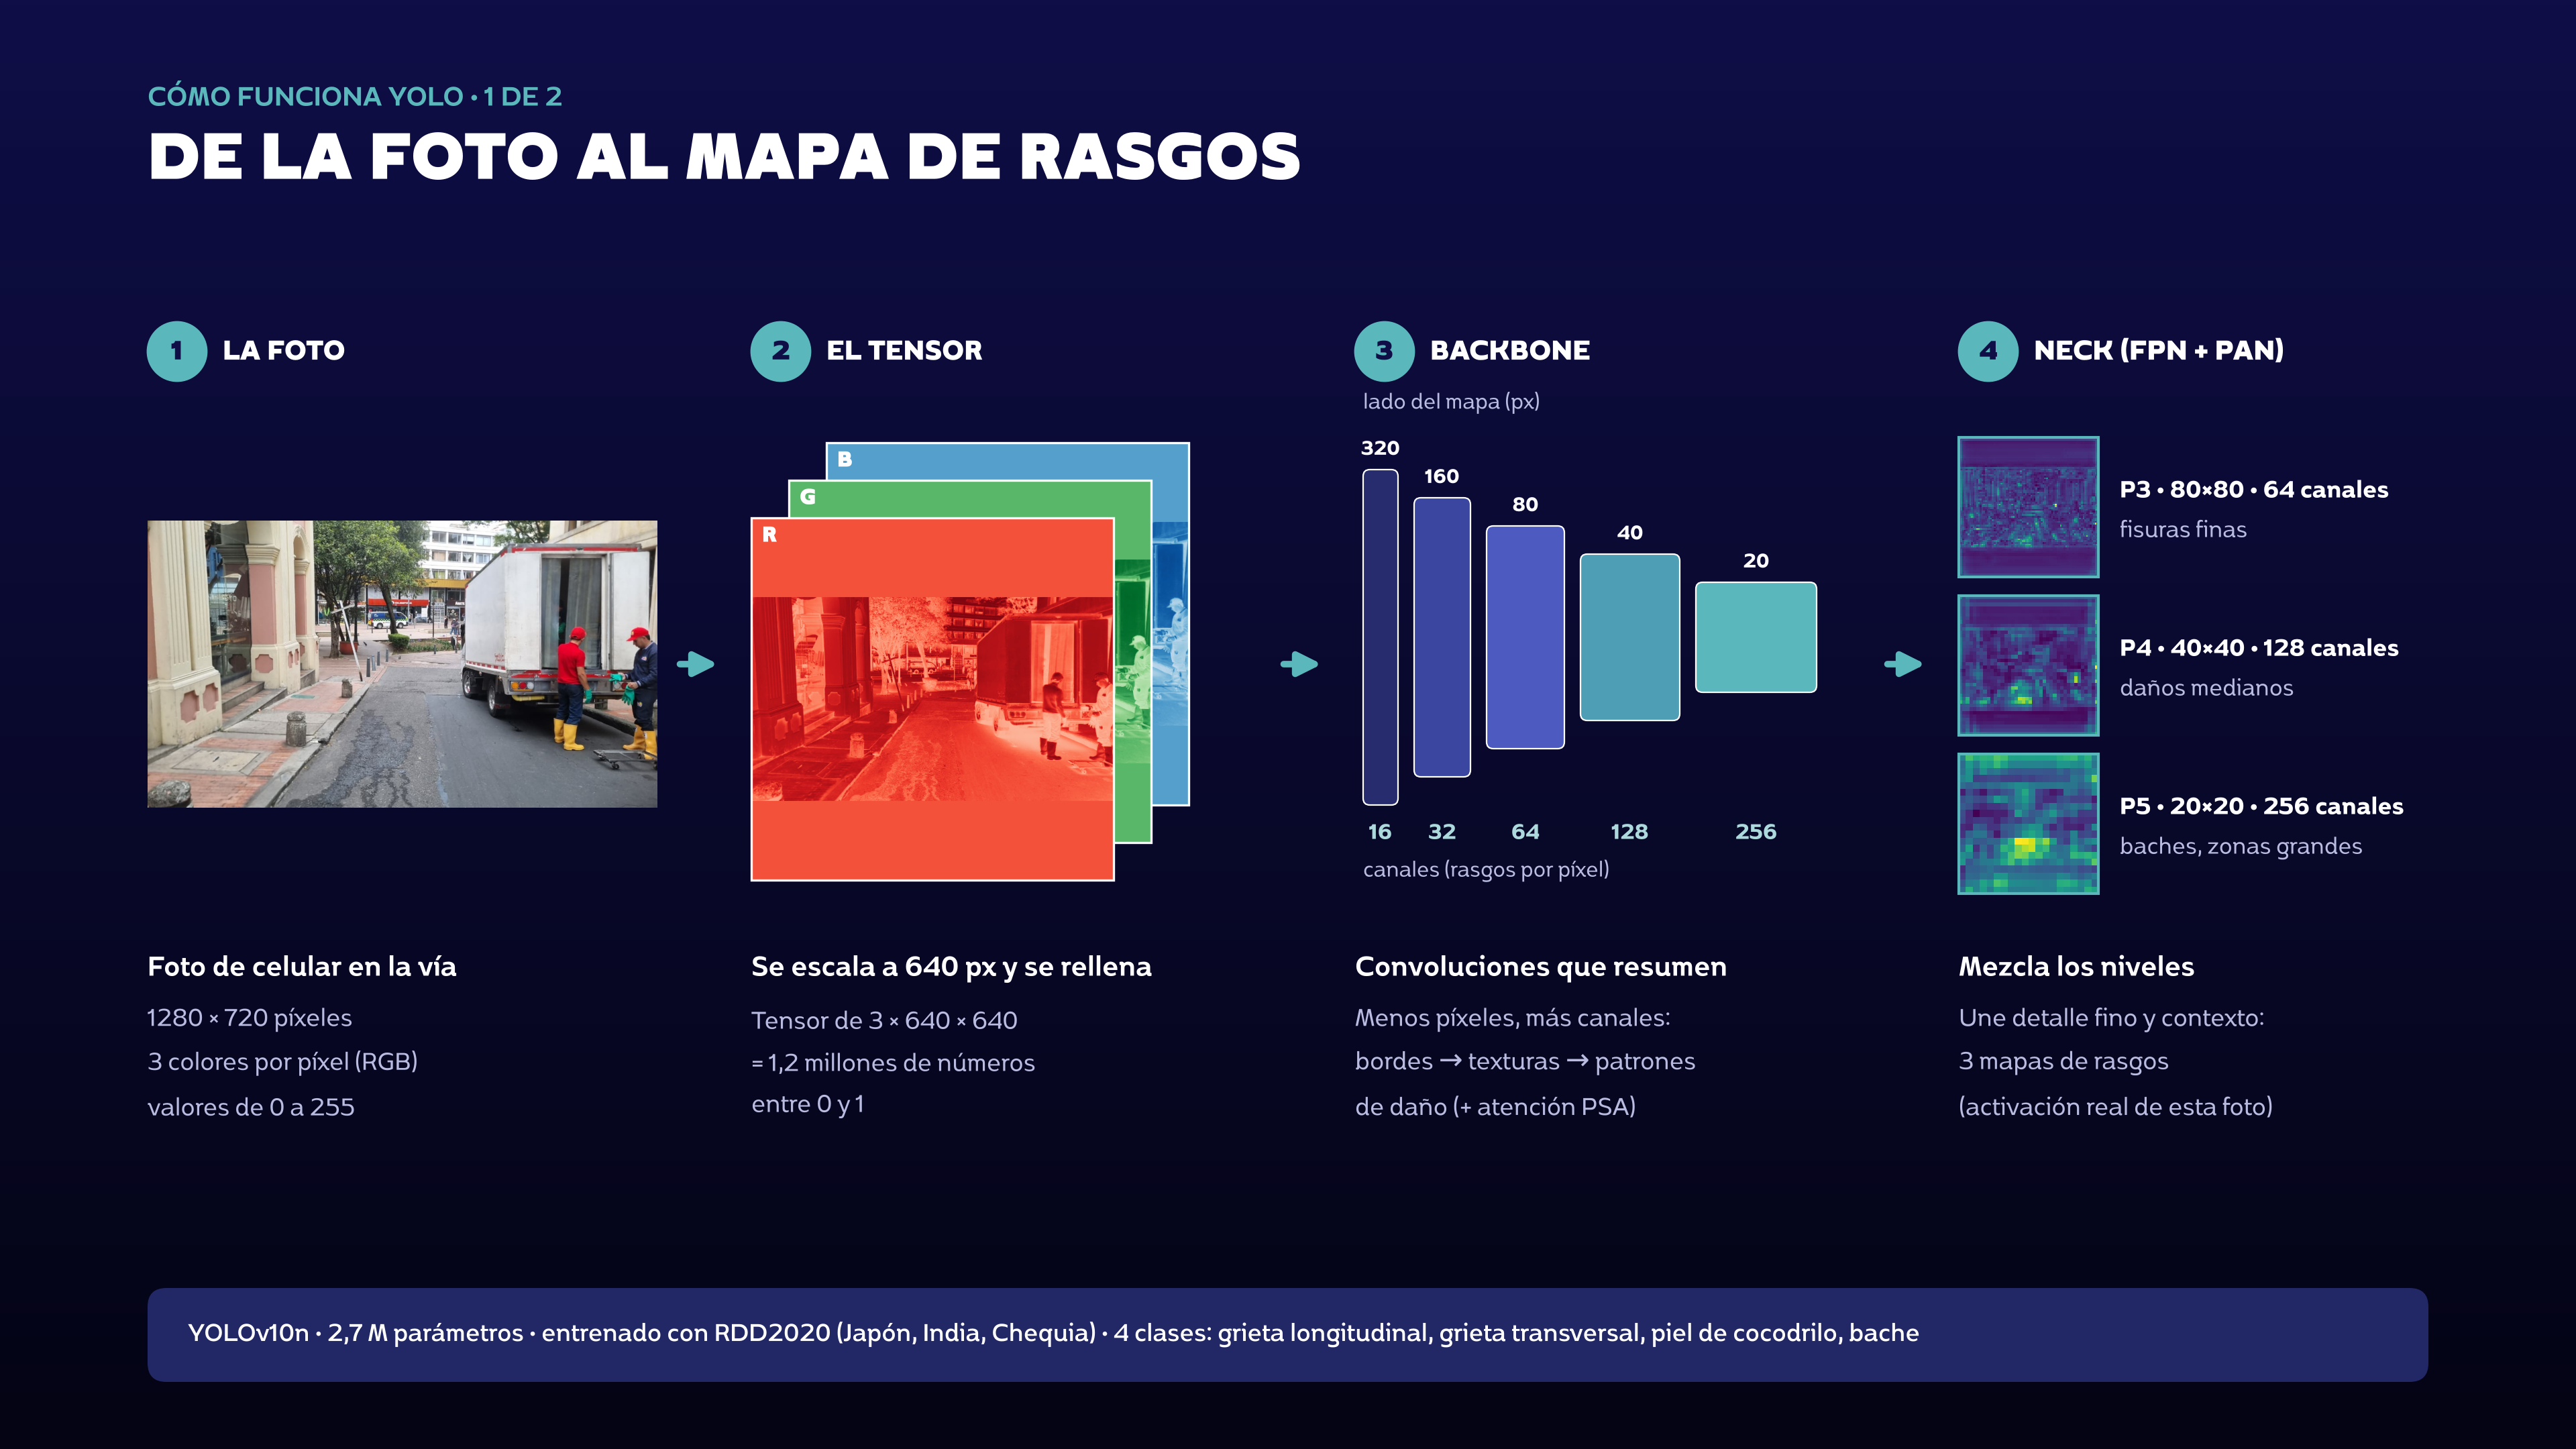 CÓMO FUNCIONA YOLO • 1 DE 2
DE LA FOTO AL MAPA DE RASGOS
1 LA FOTO
Foto de celular en la vía
1280 × 720 píxeles
3 colores por píxel (RGB)
valores de 0 a 255
2 EL TENSOR
B
G
R
Se escala a 640 px y se rellena
Tensor de 3 × 640 × 640
= 1,2 millones de números
entre 0 y 1
3 BACKBONE
lado del mapa (px)
320 160 80 40 20
16 32 64 128 256
canales (rasgos por píxel)
Convoluciones que resumen
Menos píxeles, más canales:
bordes → texturas → patrones
de daño (+ atención PSA)
4 NECK (FPN + PAN)
P3 • 80×80 • 64 canales
fisuras finas
P4 • 40×40 • 128 canales
daños medianos
P5 • 20×20 • 256 canales
baches, zonas grandes
Mezcla los niveles
Une detalle fino y contexto:
3 mapas de rasgos
(activación real de esta foto)
YOLOv10n • 2,7 M parámetros • entrenado con RDD2020 (Japón, India, Chequia) • 4 clases: grieta longitudinal, grieta transversal, piel de cocodrilo, bache